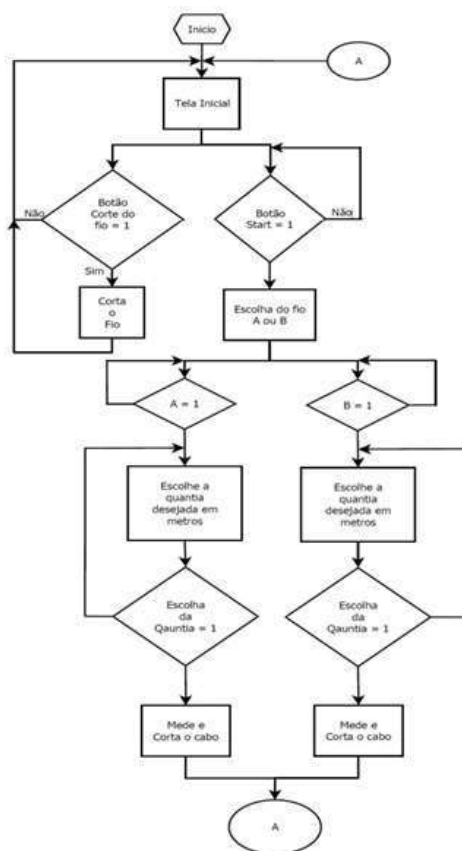 Inicio
A
Tela Inicial
Botão
Corte do
fio = 1
Não
Sim
Corta
o
Fio
Botão
Start = 1
Não
Escolha do fio
A ou B
A = 1
B = 1
Escolhe a
quantia
desejada em
metros
Escolhe a
quantia
desejada em
metros
Escolha
da
Qauntia = 1
Escolha
da
Qauntia = 1
Mede e
Corta o cabo
Mede e
Corta o cabo
A